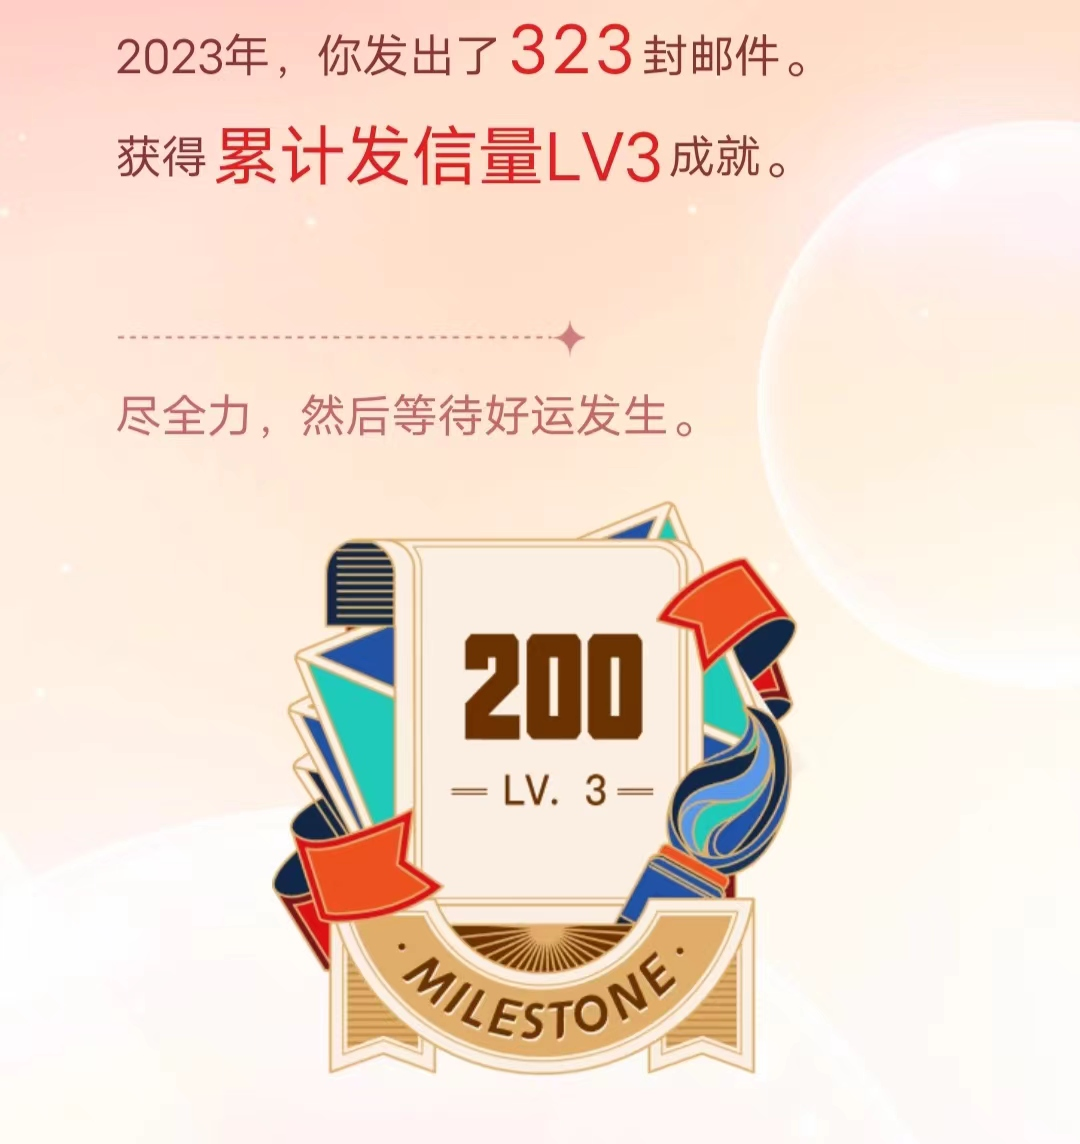 2023年，你发出了323封邮件。
获得累计发信量LV3成就。
尽全力，然后等待好运发生。
200
LV. 3
·MILESTONE·